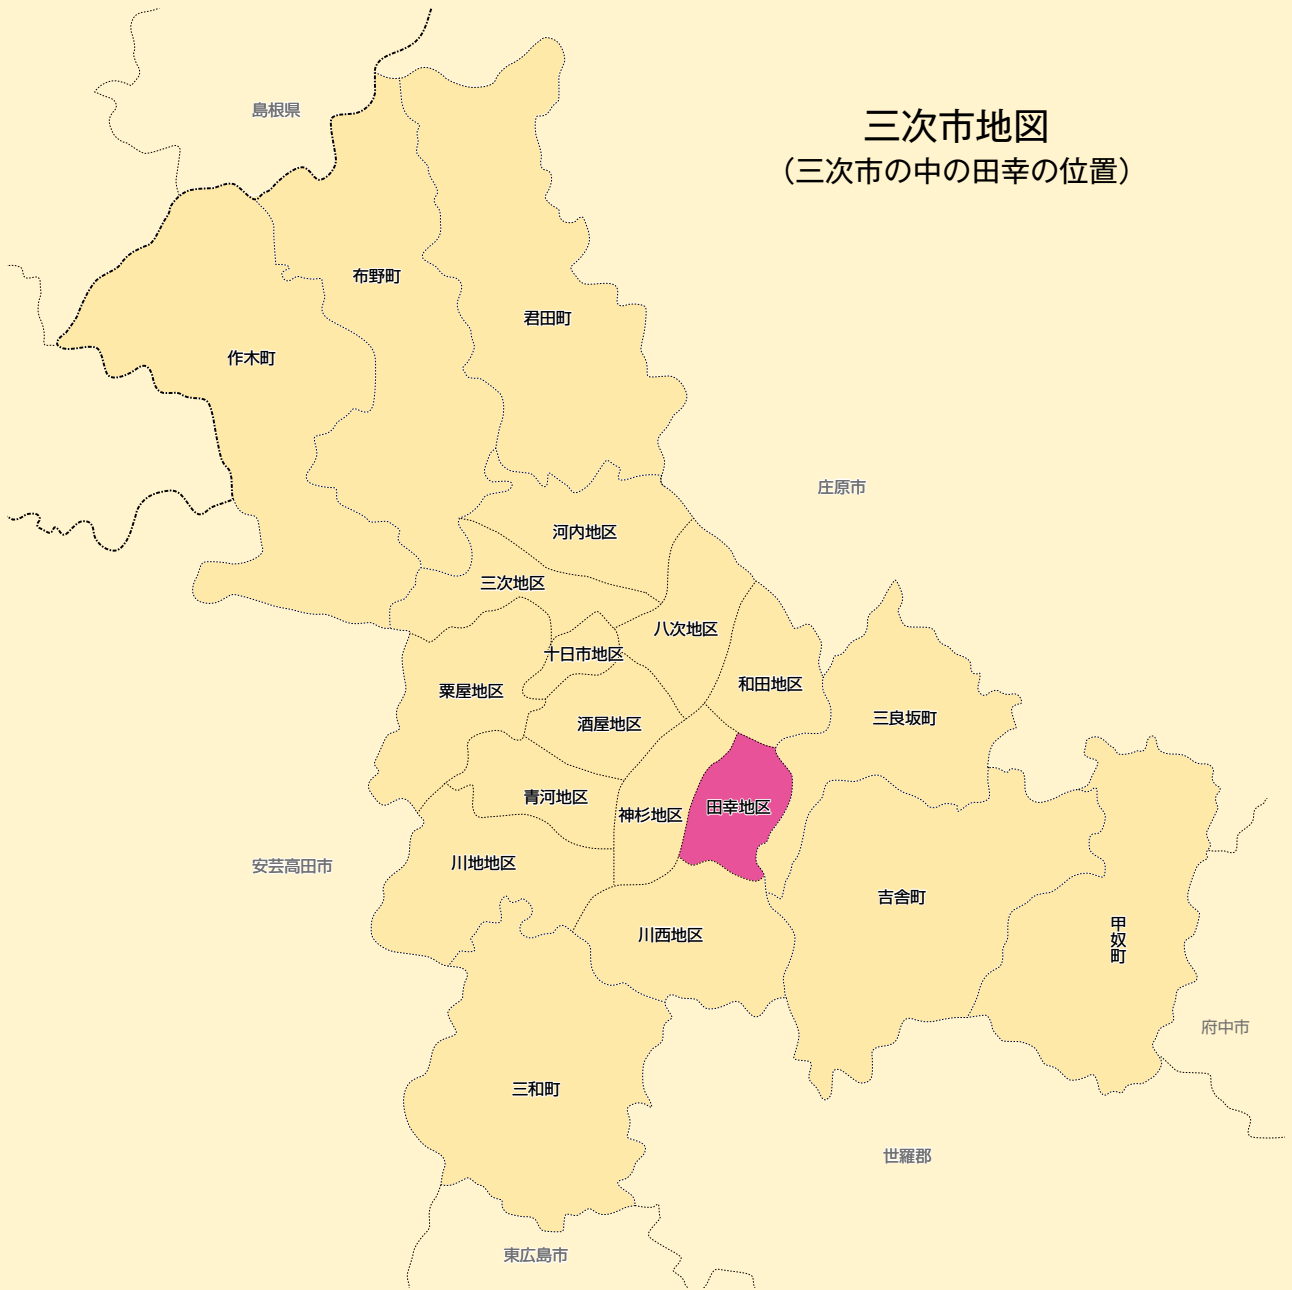 三次市地図
（三次市の中の田幸の位置）
島根県
布野町
君田町
作木町
庄原市
河内地区
三次地区
八次地区
十日市地区
和田地区
粟屋地区
三良坂町
酒屋地区
青河地区
神杉地区
田幸地区
川地地区
安芸高田市
吉舎町
川西地区
甲奴町
府中市
三和町
世羅郡
東広島市